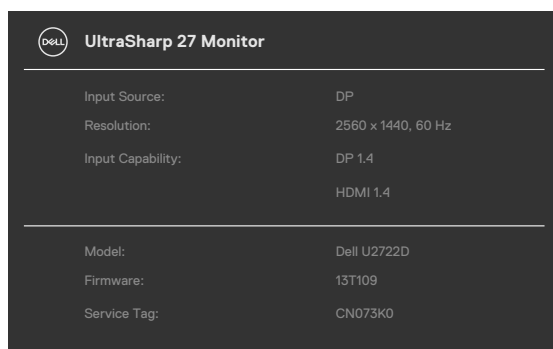 DELL UltraSharp 27 Monitor
Input Source: DP
Resolution: 2560 x 1440, 60 Hz
Input Capability: DP 1.4
HDMI 1.4
Model: Dell U2722D
Firmware: 13T109
Service Tag: CN073K0